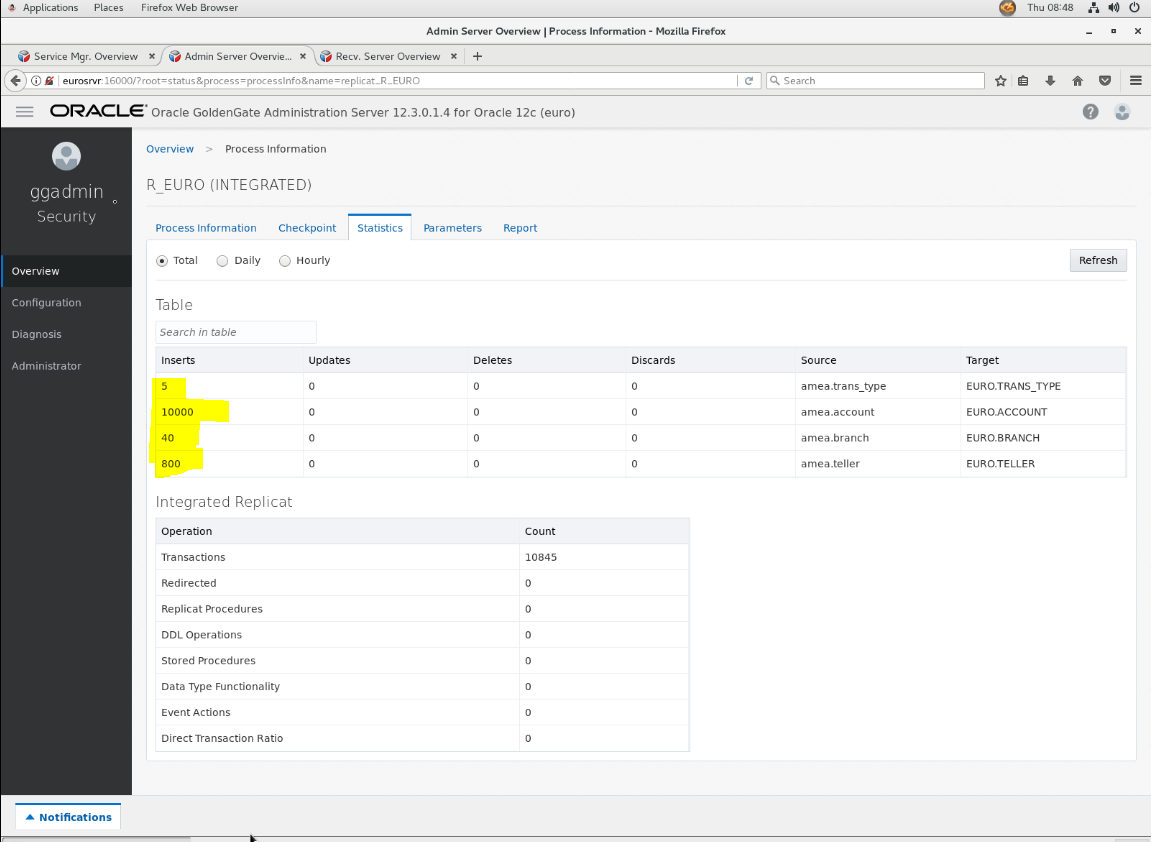 Applications Places Firefox Web Browser Thu 08:48
Admin Server Overview | Process Information - Mozilla Firefox
Service Mgr. Overview Admin Server Overvie... Recv. Server Overview
eurosrvr:16000/?root=status&process=processInfo&name=replicat_R_EURO Search
ORACLE Oracle GoldenGate Administration Server 12.3.0.1.4 for Oracle 12c (euro)
ggadmin
Security
Overview
Configuration
Diagnosis
Administrator
Overview > Process Information
R_EURO (INTEGRATED)
Process Information Checkpoint Statistics Parameters Report
Total Daily Hourly Refresh
Table
Search in table
Inserts Updates Deletes Discards Source Target
5 0 0 0 amea.trans_type EURO.TRANS_TYPE
10000 0 0 0 amea.account EURO.ACCOUNT
40 0 0 0 amea.branch EURO.BRANCH
800 0 0 0 amea.teller EURO.TELLER
Integrated Replicat
Operation Count
Transactions 10845
Redirected 0
Replicat Procedures 0
DDL Operations 0
Stored Procedures 0
Data Type Functionality 0
Event Actions 0
Direct Transaction Ratio 0
Notifications